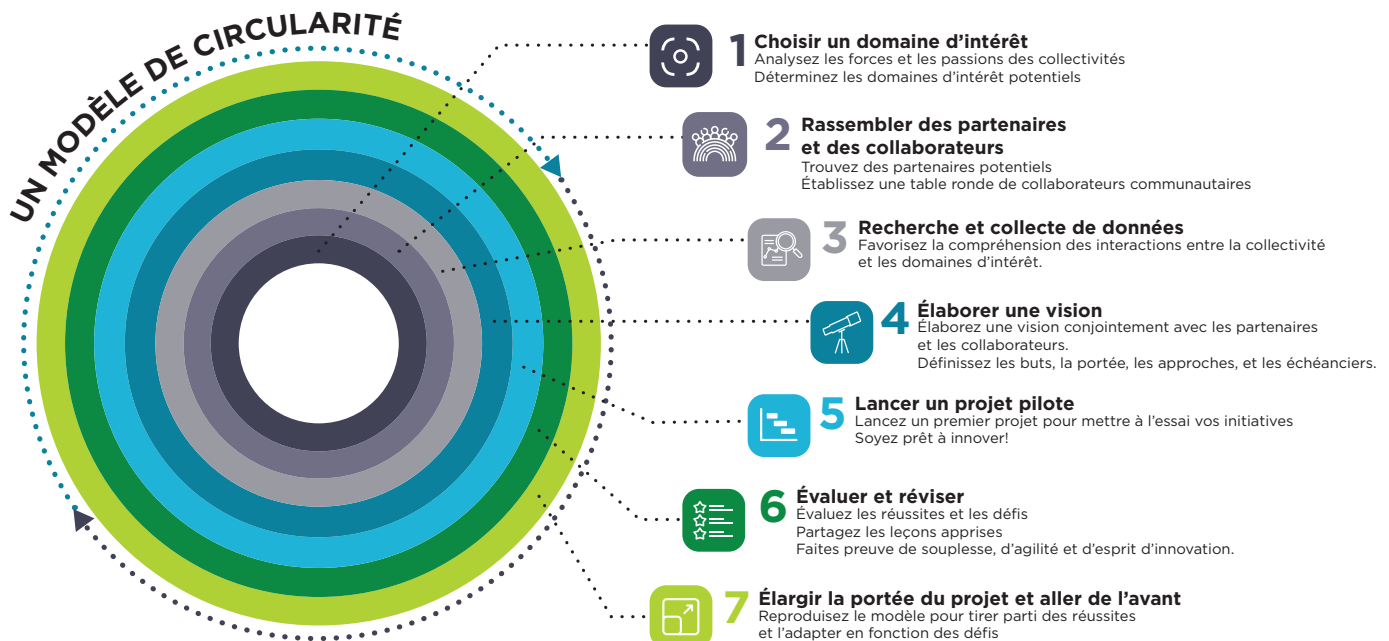 UN MODÈLE DE CIRCULARITÉ
1 Choisir un domaine d’intérêt
Analysez les forces et les passions des collectivités
Déterminez les domaines d’intérêt potentiels
2 Rassembler des partenaires
et des collaborateurs
Trouvez des partenaires potentiels
Établissez une table ronde de collaborateurs communautaires
3 Recherche et collecte de données
Favorisez la compréhension des interactions entre la collectivité
et les domaines d’intérêt.
4 Élaborer une vision
Élaborez une vision conjointement avec les partenaires
et les collaborateurs.
Définissez les buts, la portée, les approches, et les échéanciers.
5 Lancer un projet pilote
Lancez un premier projet pour mettre à l’essai vos initiatives
Soyez prêt à innover!
6 Évaluer et réviser
Évaluez les réussites et les défis
Partagez les leçons apprises
Faites preuve de souplesse, d’agilité et d’esprit d’innovation.
7 Élargir la portée du projet et aller de l’avant
Reproduisez le modèle pour tirer parti des réussites
et l’adapter en fonction des défis